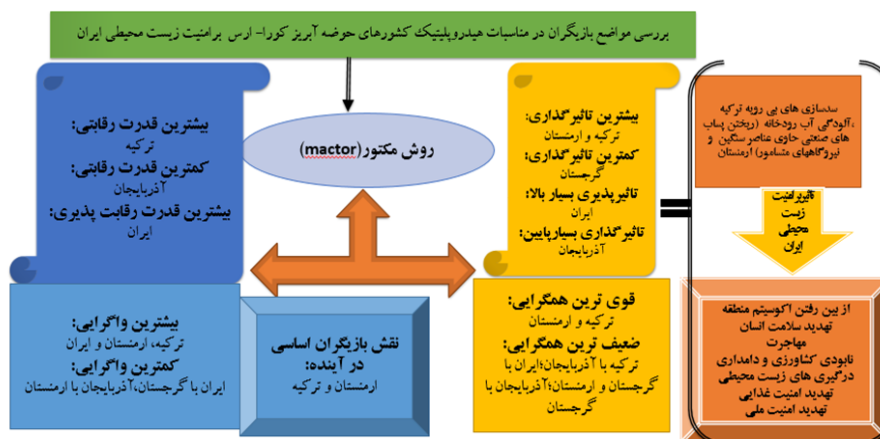 بررسی مواضع بازیگران در مناسبات هیدروپلیتیک کشورهای حوضه آبریز کورا- ارس برامنیت زیست محیطی ایران
روش مکتور(mactor)
بیشترین قدرت رقابتی:
ترکیه
کمترین قدرت رقابتی:
آذربایجان
بیشترین قدرت رقابت پذیری:
ایران
بیشترین تاثیرگذاری:
ترکیه و ارمنستان
کمترین تاثیرگذاری:
گرجستان
تاثیرپذیری بسیار بالا:
ایران
تاثیرگذاری بسیارپایین:
آذربایجان
سدسازی های بی رویه ترکیه
،آلودگی آب رودخانه (ریختن پساب
های صنعتی حاوی عناصر سنگین و
نیروگاههای متسامور) ارمنستان
تاثیربرامنیت
زیست
محیطی
ایران
بیشترین واگرایی:
ترکیه، ارمنستان و ایران
کمترین واگرایی:
ایران با گرجستان،آذربایجان با ارمنستان
نقش بازیگران اساسی
در آینده:
ارمنستان و ترکیه
قوی ترین همگرایی:
ترکیه و ارمنستان
ضعیف ترین همگرایی:
ترکیه با آذربایجان؛ایران با
گرجستان و ارمنستان؛آذربایجان با
گرجستان
از بین رفتن اکوسیتم منطقه
تهدید سلامت انسان
مهاجرت
نابودی کشاورزی و دامداری
درگیری های زیست محیطی
تهدید امنیت غذایی
تهدید امنیت ملی